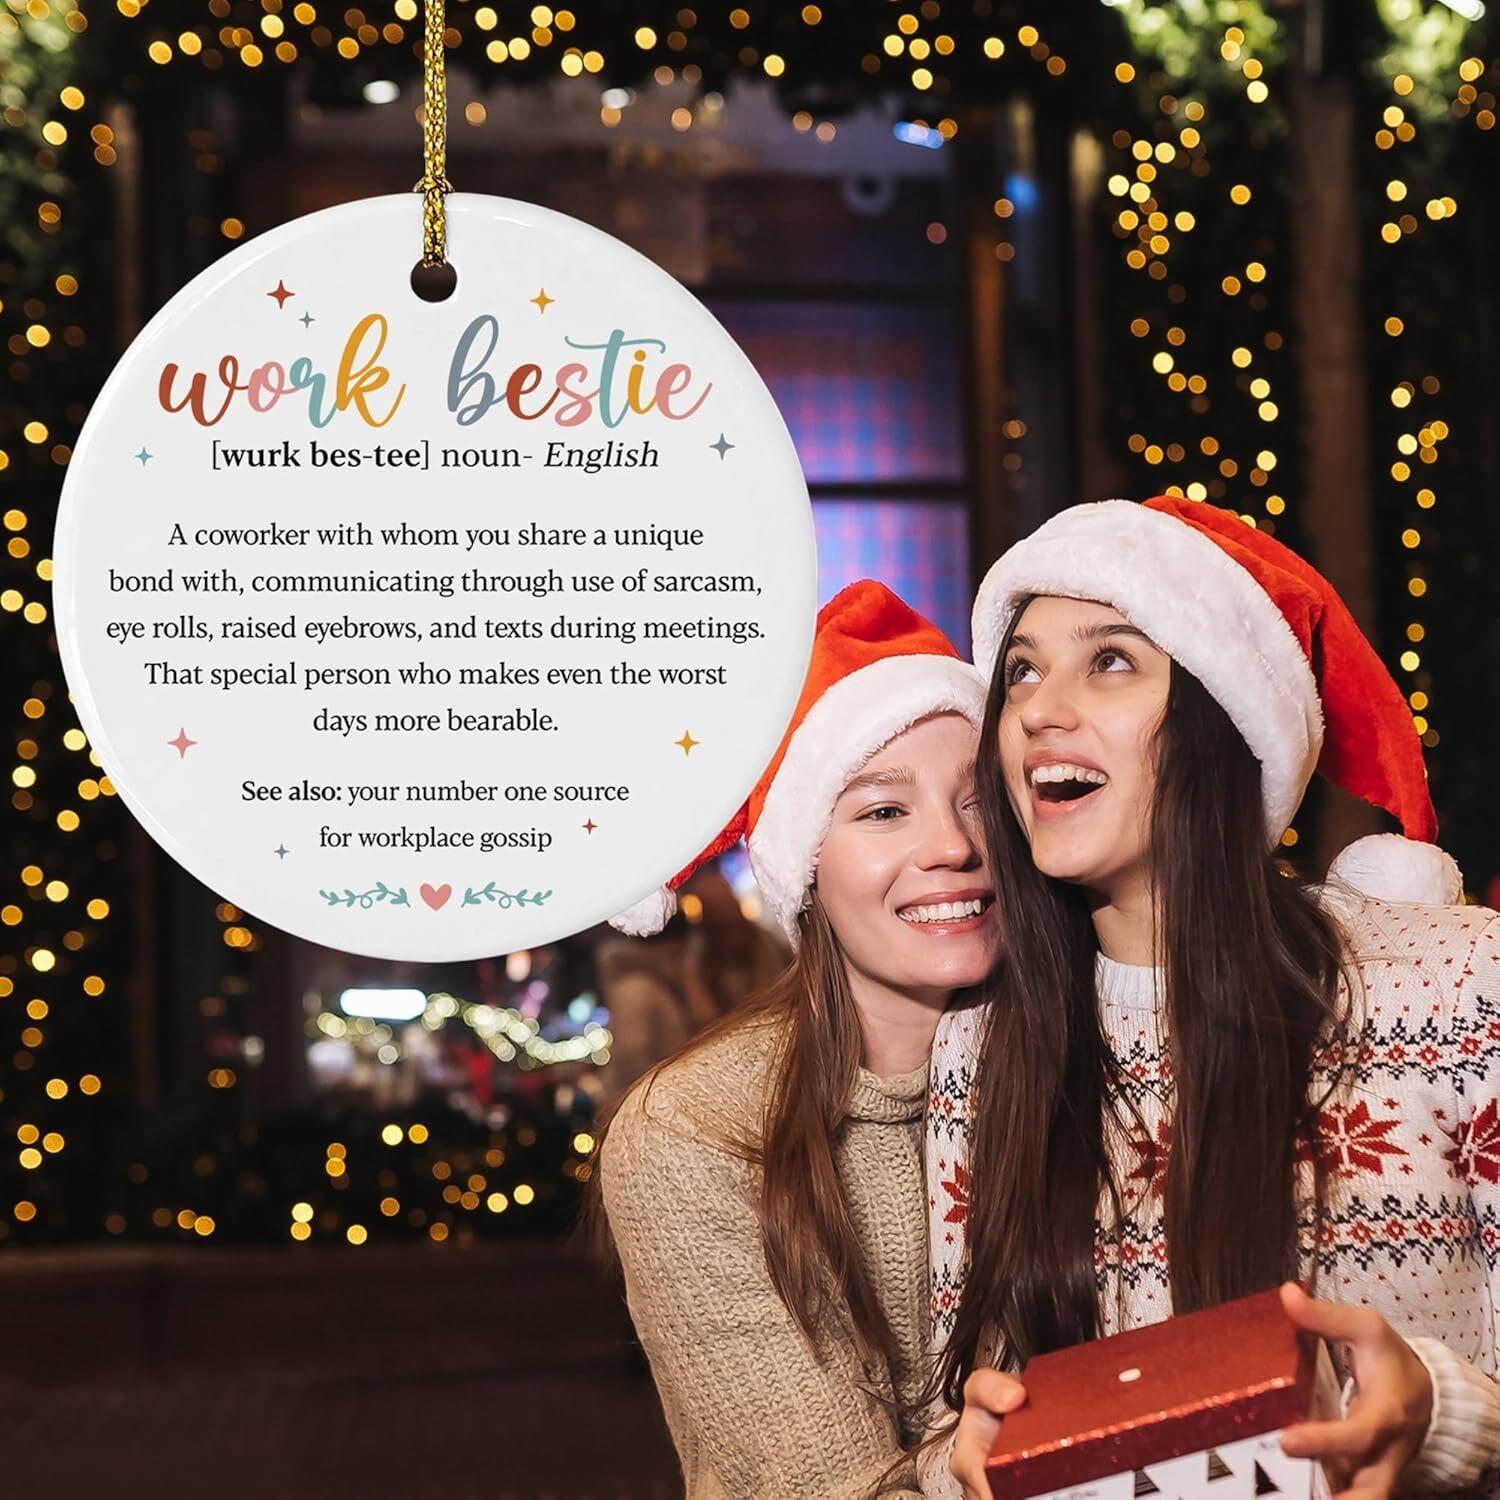 work bestie
[wurk bes-tee] noun- English
A coworker with whom you share a unique
bond with, communicating through use of sarcasm,
eye rolls, raised eyebrows, and texts during meetings.
That special person who makes even the worst
days more bearable.
See also: your number one source
for workplace gossip